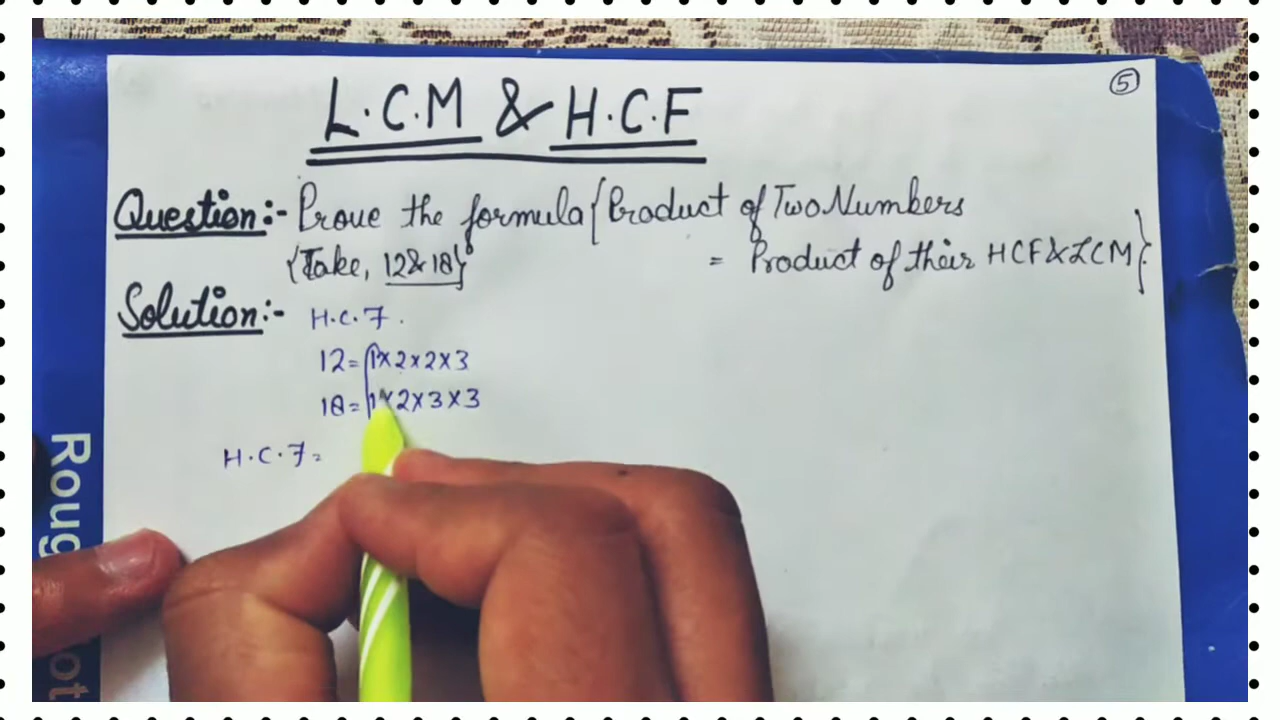 5
L.C.M & H.C.F
Question:- Prove the formula {Product of Two Numbers
{Take, 12 & 18} = Product of their HCF & LCM}
Solution:- H.C.F.
12 = 1×2×2×3
18 = 1×2×3×3
H.C.F =
Roug
ot